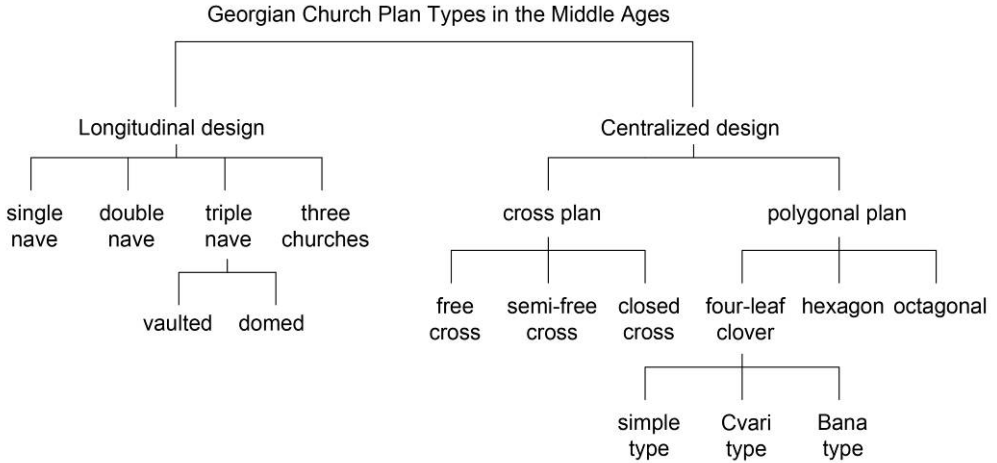 Georgian Church Plan Types in the Middle Ages
Longitudinal design
Centralized design
single
nave
double
nave
triple
nave
three
churches
cross plan
polygonal plan
vaulted
domed
free
cross
semi-free
cross
closed
cross
four-leaf
clover
hexagon
octagonal
simple
type
Cvari
type
Bana
type